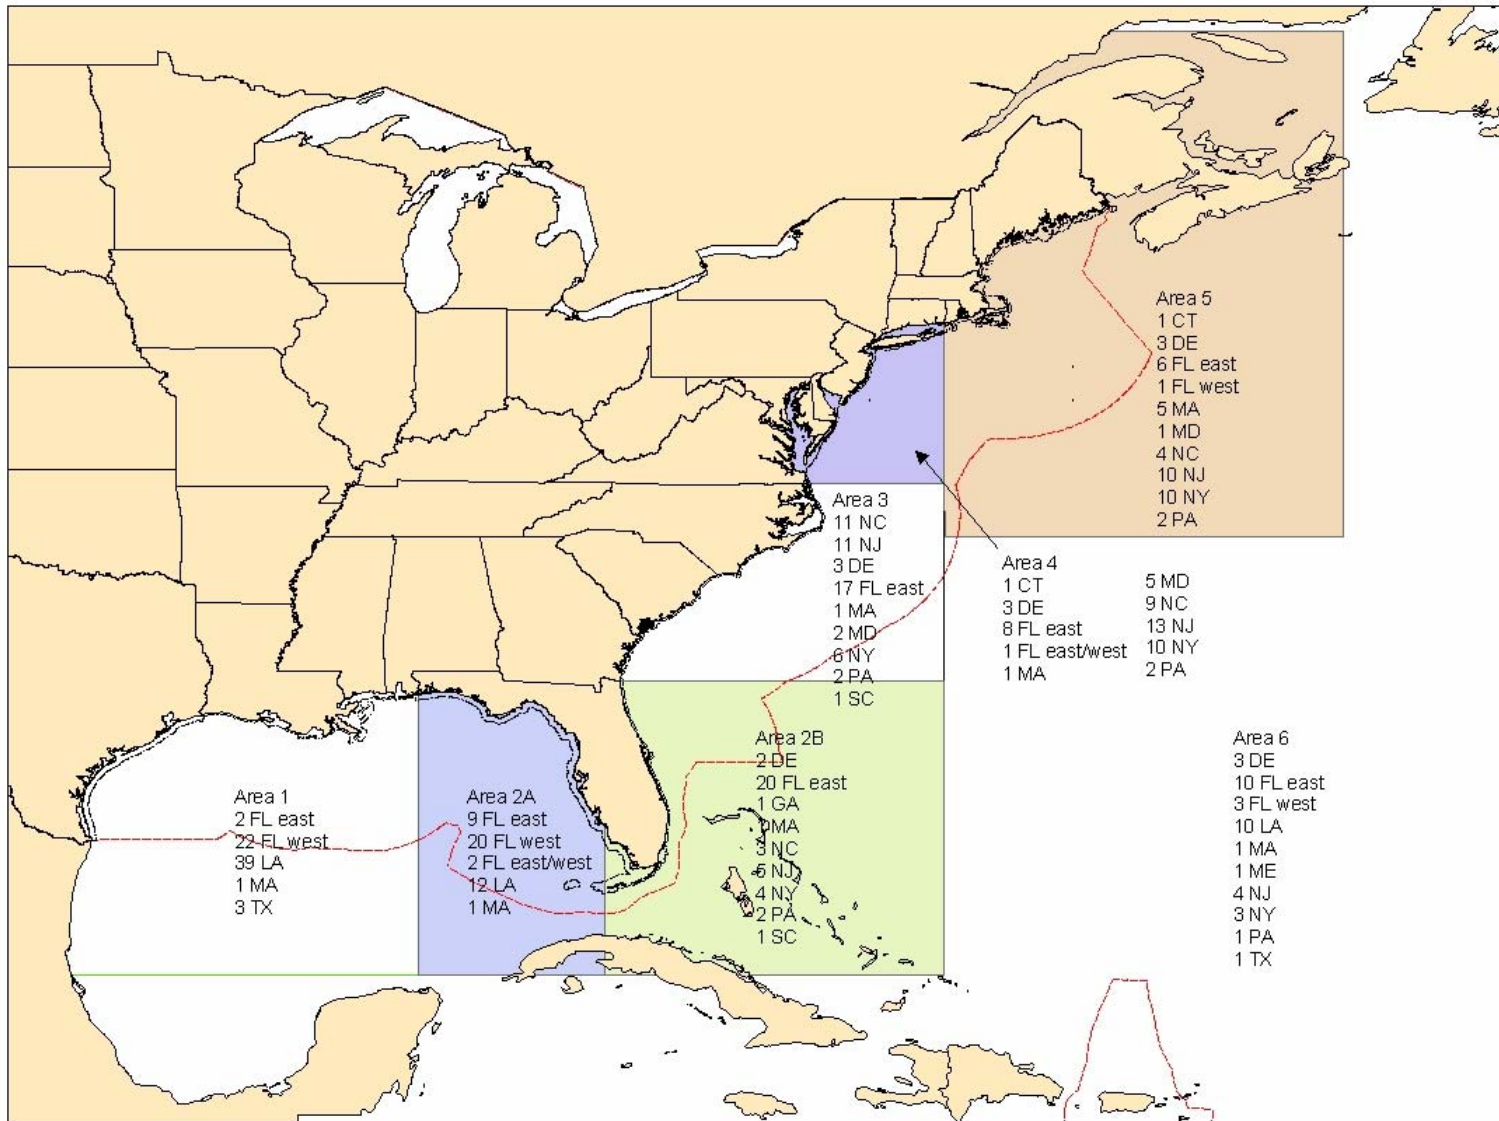 Area 5
1 CT
3 DE
6 FL east
1 FL west
5 MA
1 MD
4 NC
10 NJ
10 NY
2 PA
Area 3
11 NC
11 NJ
3 DE
17 FL east
1 MA
2 MD
6 NY
2 PA
1 SC
Area 4
1 CT
3 DE
8 FL east
1 FL east/west
1 MA
5 MD
9 NC
13 NJ
10 NY
2 PA
Area 1
2 FL east
22 FL west
39 LA
1 MA
3 TX
Area 2A
9 FL east
20 FL west
2 FL east/west
12 LA
1 MA
Area 2B
2 DE
20 FL east
1 GA
MA
3 NC
5 NJ
4 NY
2 PA
1 SC
Area 6
3 DE
10 FL east
3 FL west
10 LA
1 MA
1 ME
4 NJ
3 NY
1 PA
1 TX